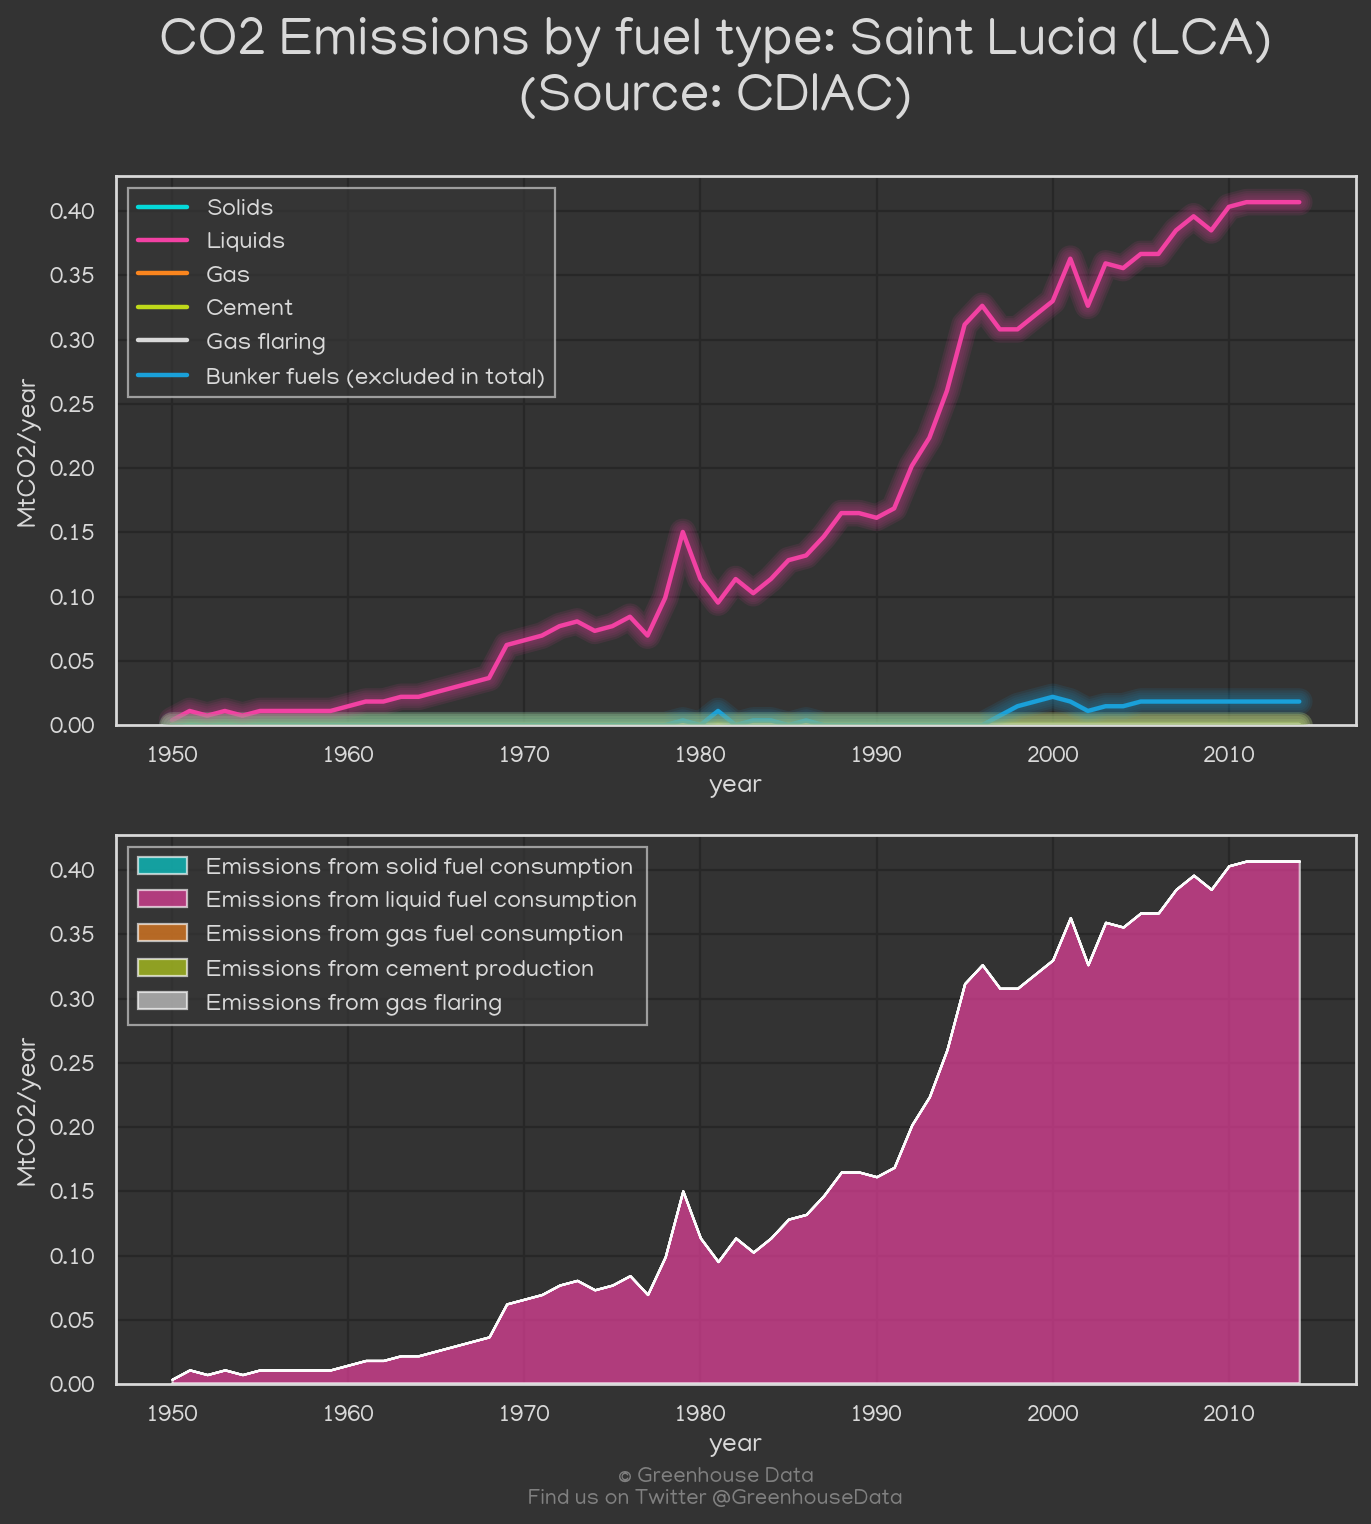 CO2 Emissions by fuel type: Saint Lucia (LCA)
(Source: CDIAC)
Solids
Liquids
Gas
Cement
Gas flaring
Bunker fuels (excluded in total)
0.40
0.35
0.30
0.25
0.20
0.15
0.10
0.05
0.00
MtCO2/year
1950 1960 1970 1980 1990 2000 2010
year
Emissions from solid fuel consumption
Emissions from liquid fuel consumption
Emissions from gas fuel consumption
Emissions from cement production
Emissions from gas flaring
0.40
0.35
0.30
0.25
0.20
0.15
0.10
0.05
0.00
MtCO2/year
1950 1960 1970 1980 1990 2000 2010
year
© Greenhouse Data
Find us on Twitter @GreenhouseData